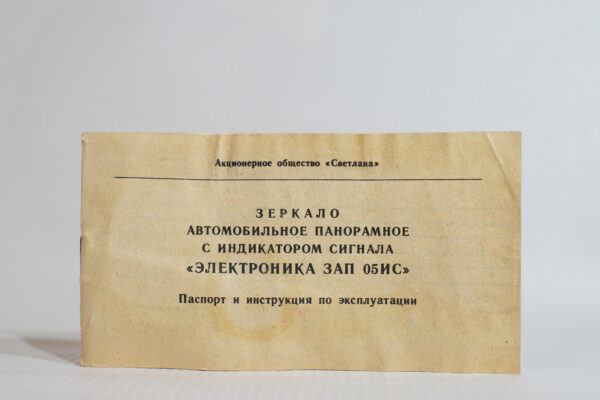 Акционерное общество «Светлана»
ЗЕРКАЛО
АВТОМОБИЛЬНОЕ ПАНОРАМНОЕ
С ИНДИКАТОРОМ СИГНАЛА
«ЭЛЕКТРОНИКА ЗАП 05ИС»
Паспорт и инструкция по эксплуатации